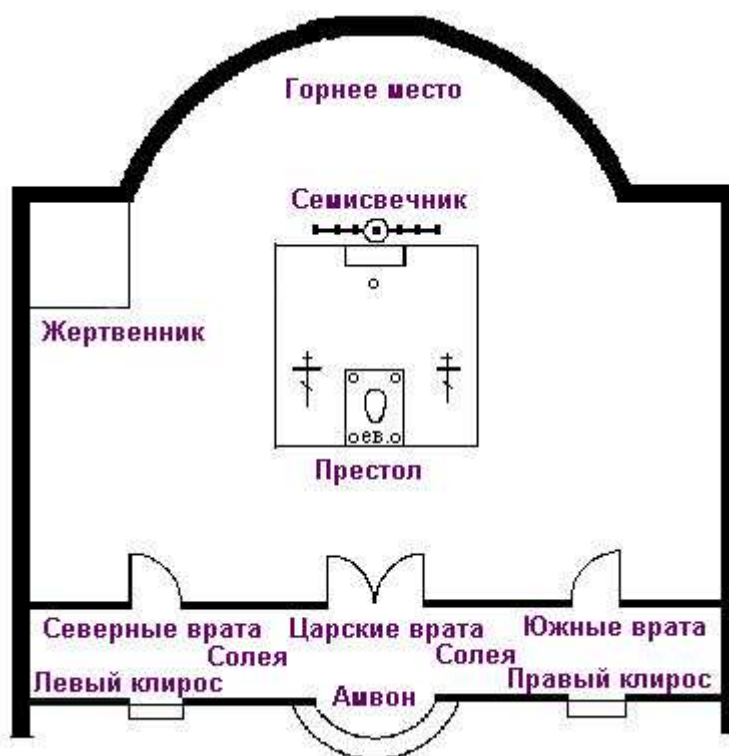 Горнее место
Семисвечник
Жертвенник
ев.
Престол
Северные врата Царские врата Южные врата
Солея Солея
Левый клирос Амвон Правый клирос